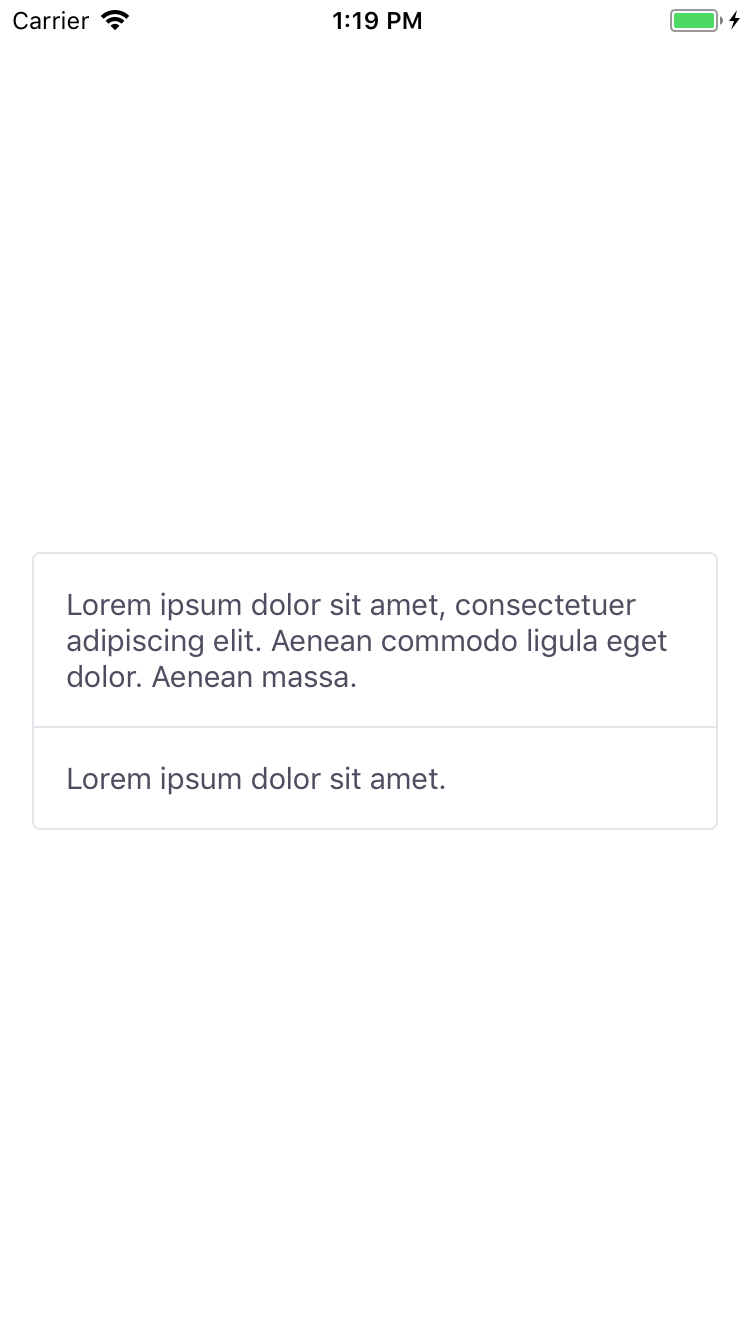 Carrier 1:19 PM
Lorem ipsum dolor sit amet, consectetuer
adipiscing elit. Aenean commodo ligula eget
dolor. Aenean massa.
Lorem ipsum dolor sit amet.